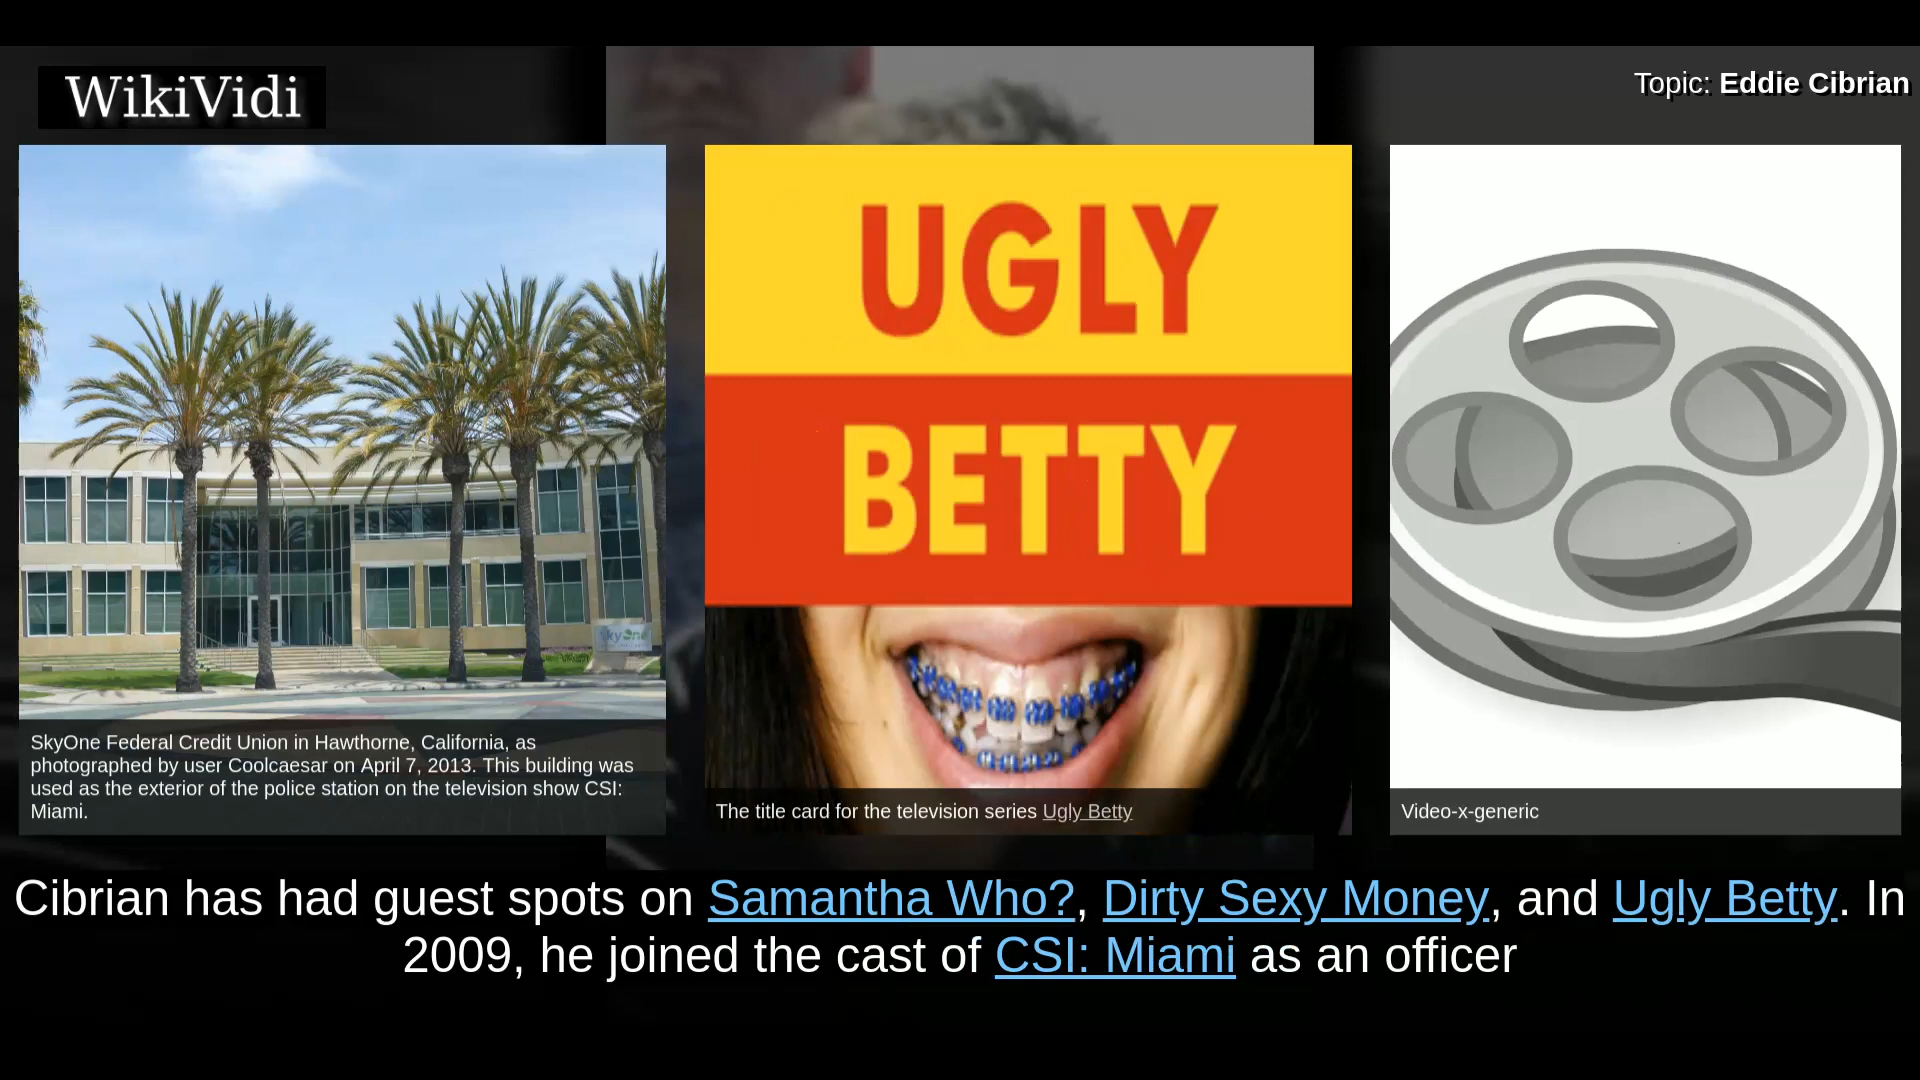 WikiVidi
Topic: Eddie Cibrian
UGLY
BETTY
SkyOne
SkyOne Federal Credit Union in Hawthorne, California, as
photographed by user Coolcaesar on April 7, 2013. This building was
used as the exterior of the police station on the television show CSI:
Miami.
The title card for the television series Ugly Betty
Video-x-generic
Cibrian has had guest spots on Samantha Who?, Dirty Sexy Money, and Ugly Betty. In
2009, he joined the cast of CSI: Miami as an officer